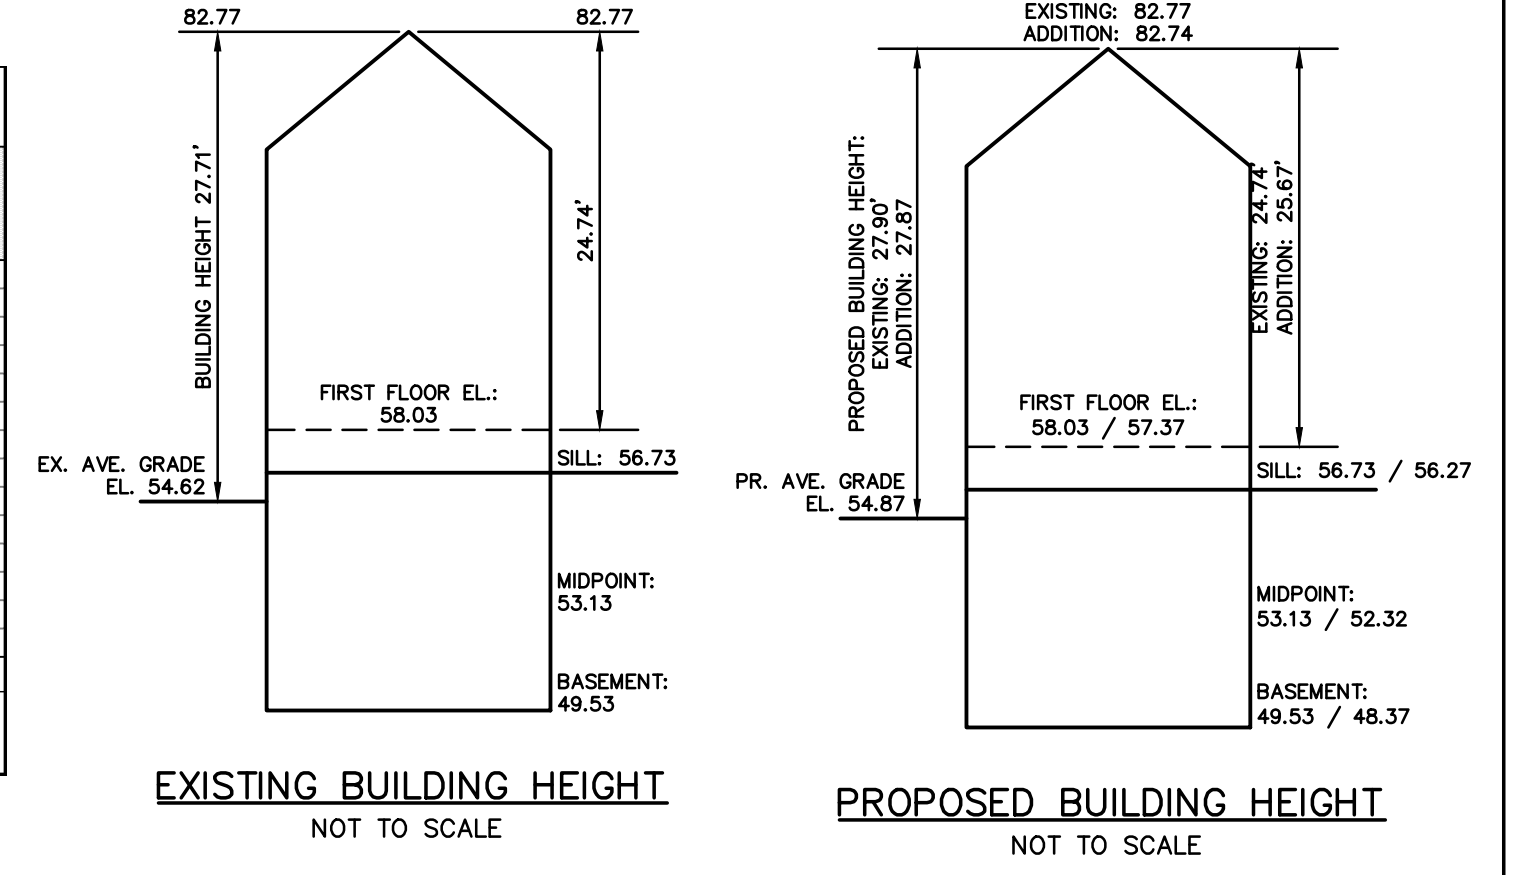 82.77
82.77
BUILDING HEIGHT 27.71'
24.74'
FIRST FLOOR EL.:
58.03
EX. AVE. GRADE
EL. 54.62
SILL: 56.73
MIDPOINT:
53.13
BASEMENT:
49.53
EXISTING BUILDING HEIGHT
NOT TO SCALE
EXISTING: 82.77
ADDITION: 82.74
PROPOSED BUILDING HEIGHT:
EXISTING: 27.90'
ADDITION: 27.87
EXISTING: 24.74'
ADDITION: 25.67'
FIRST FLOOR EL.:
58.03 / 57.37
PR. AVE. GRADE
EL. 54.87
SILL: 56.73 / 56.27
MIDPOINT:
53.13 / 52.32
BASEMENT:
49.53 / 48.37
PROPOSED BUILDING HEIGHT
NOT TO SCALE